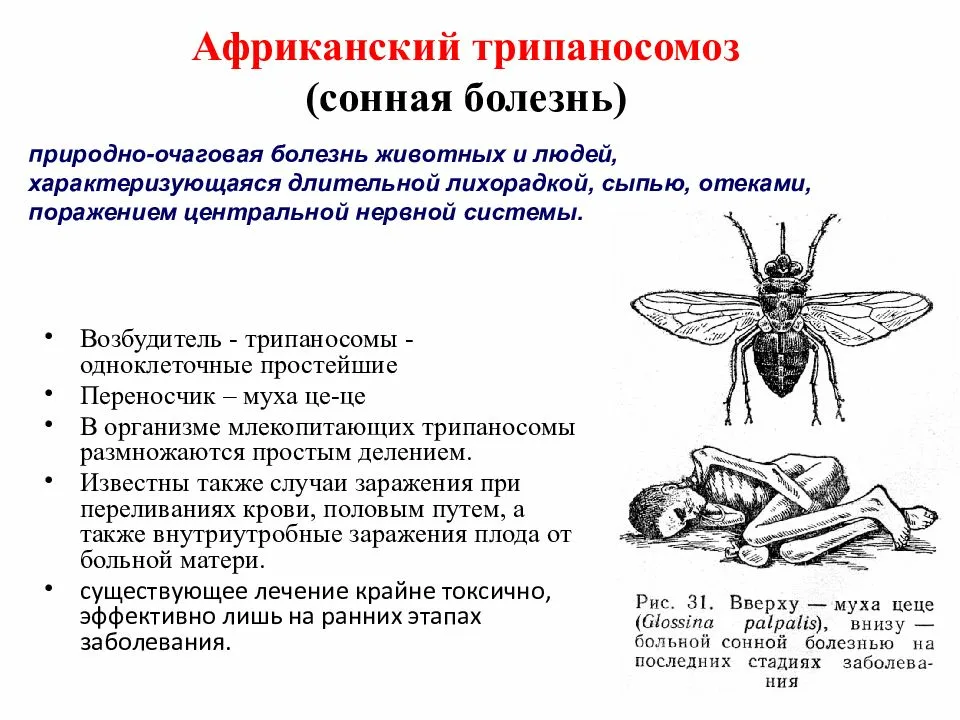 Африканский трипаносомоз
(сонная болезнь)
природно-очаговая болезнь животных и людей,
характеризующаяся длительной лихорадкой, сыпью, отеками,
поражением центральной нервной системы.
• Возбудитель - трипаносомы -
одноклеточные простейшие
• Переносчик – муха це-це
• В организме млекопитающих трипаносомы
размножаются простым делением.
• Известны также случаи заражения при
переливаниях крови, половым путем, а
также внутриутробные заражения плода от
больной матери.
• существующее лечение крайне токсично,
эффективно лишь на ранних этапах
заболевания.
Рис. 31. Вверху — муха цеце
(Glossina palpalis), внизу —
больной сонной болезнью на
последних стадиях заболева-
ния